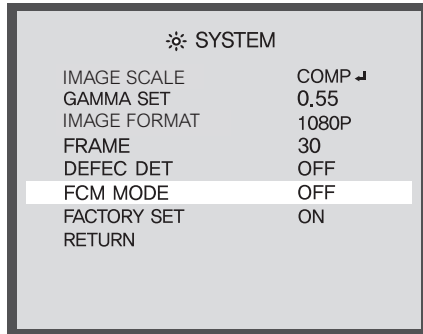 SYSTEM
IMAGE SCALE COMP↵
GAMMA SET 0.55
IMAGE FORMAT 1080P
FRAME 30
DEFEC DET OFF
FCM MODE OFF
FACTORY SET ON
RETURN